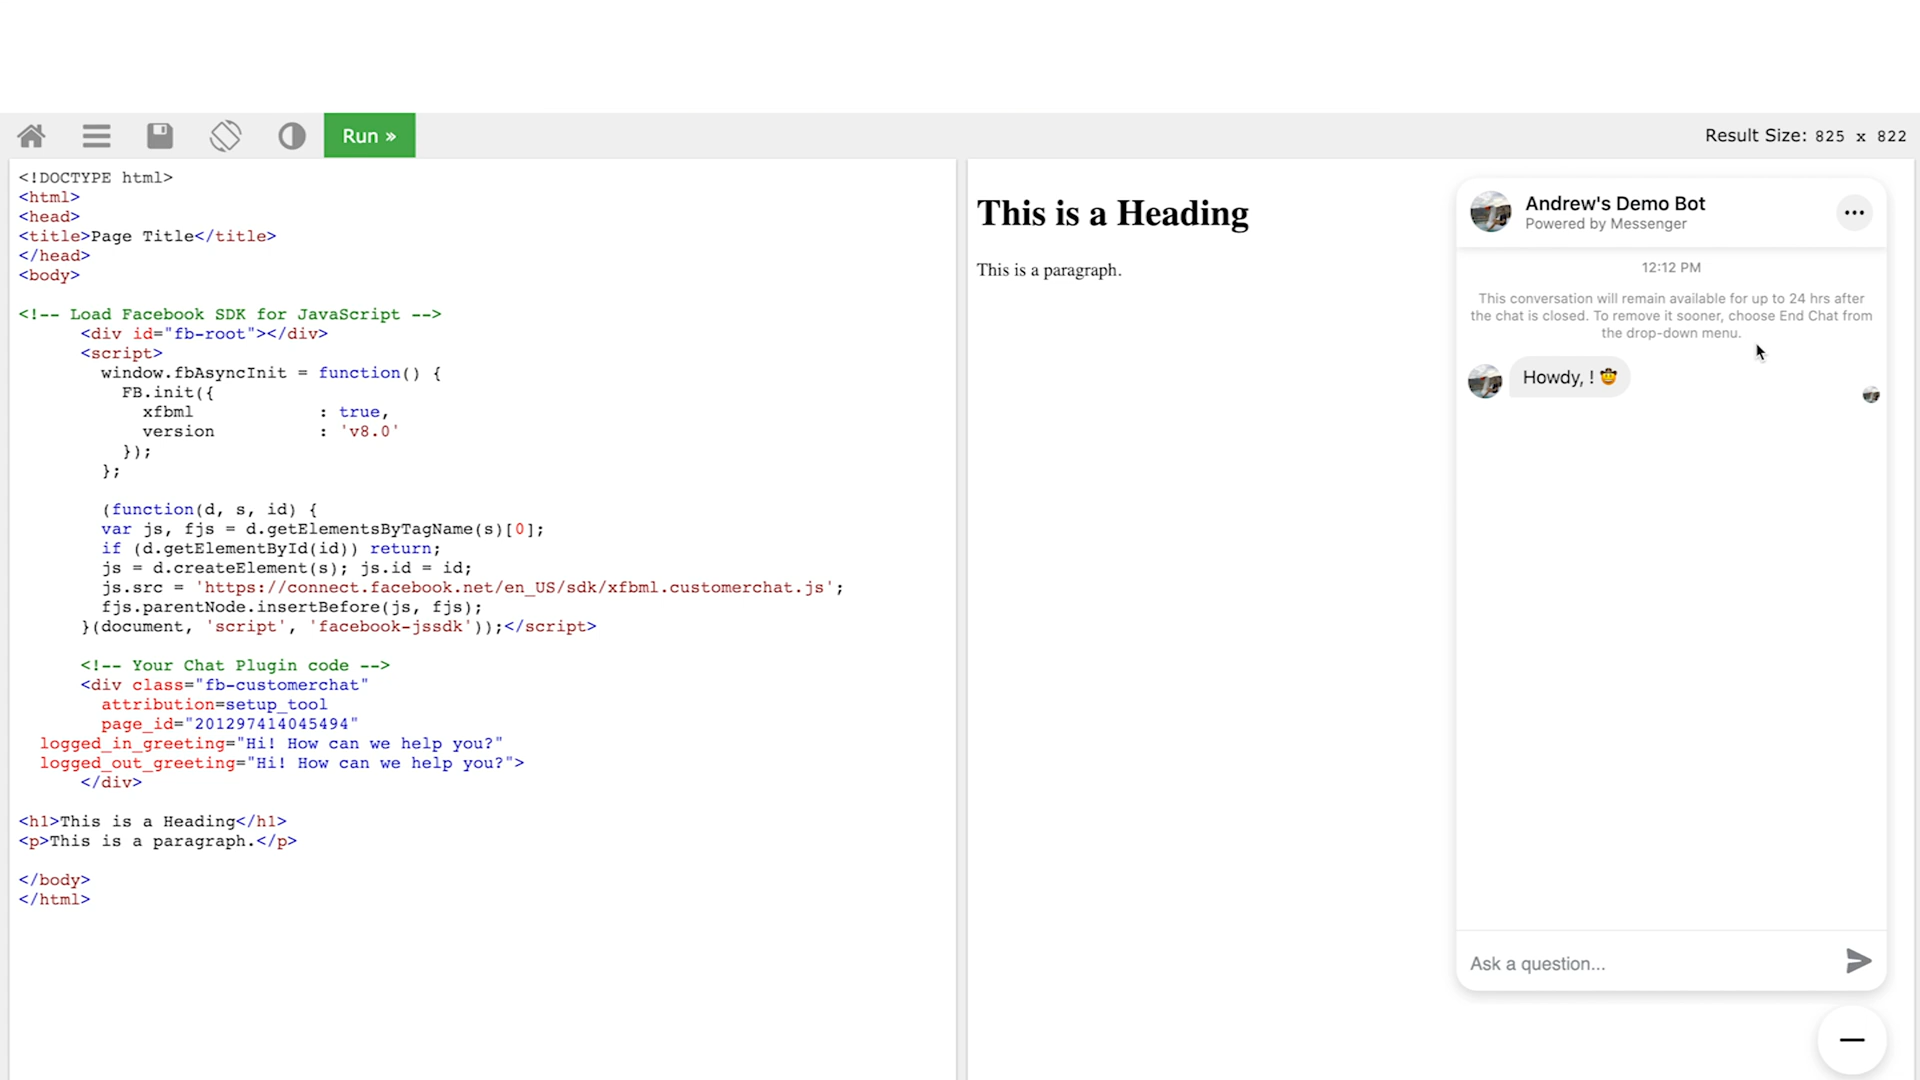 Run »
Result Size: 825 x 822
<!DOCTYPE html>
<html>
<head>
<title>Page Title</title>
</head>
<body>
<!-- Load Facebook SDK for JavaScript -->
<div id="fb-root"></div>
<script>
window.fbAsyncInit = function() {
FB.init({
xfbml : true,
version : 'v8.0'
});
};
(function(d, s, id) {
var js, fjs = d.getElementsByTagName(s)[0];
if (d.getElementById(id)) return;
js = d.createElement(s); js.id = id;
js.src = 'https://connect.facebook.net/en_US/sdk/xfbml.customerchat.js';
fjs.parentNode.insertBefore(js, fjs);
}(document, 'script', 'facebook-jssdk'));</script>
<!-- Your Chat Plugin code -->
<div class="fb-customerchat"
attribution=setup_tool
page_id="201297414045494"
logged_in_greeting="Hi! How can we help you?"
logged_out_greeting="Hi! How can we help you?">
</div>
<h1>This is a Heading</h1>
<p>This is a paragraph.</p>
</body>
</html>
This is a Heading
This is a paragraph.
Andrew's Demo Bot
Powered by Messenger
12:12 PM
This conversation will remain available for up to 24 hrs after
the chat is closed. To remove it sooner, choose End Chat from
the drop-down menu.
Howdy, ! 🤠
Ask a question...